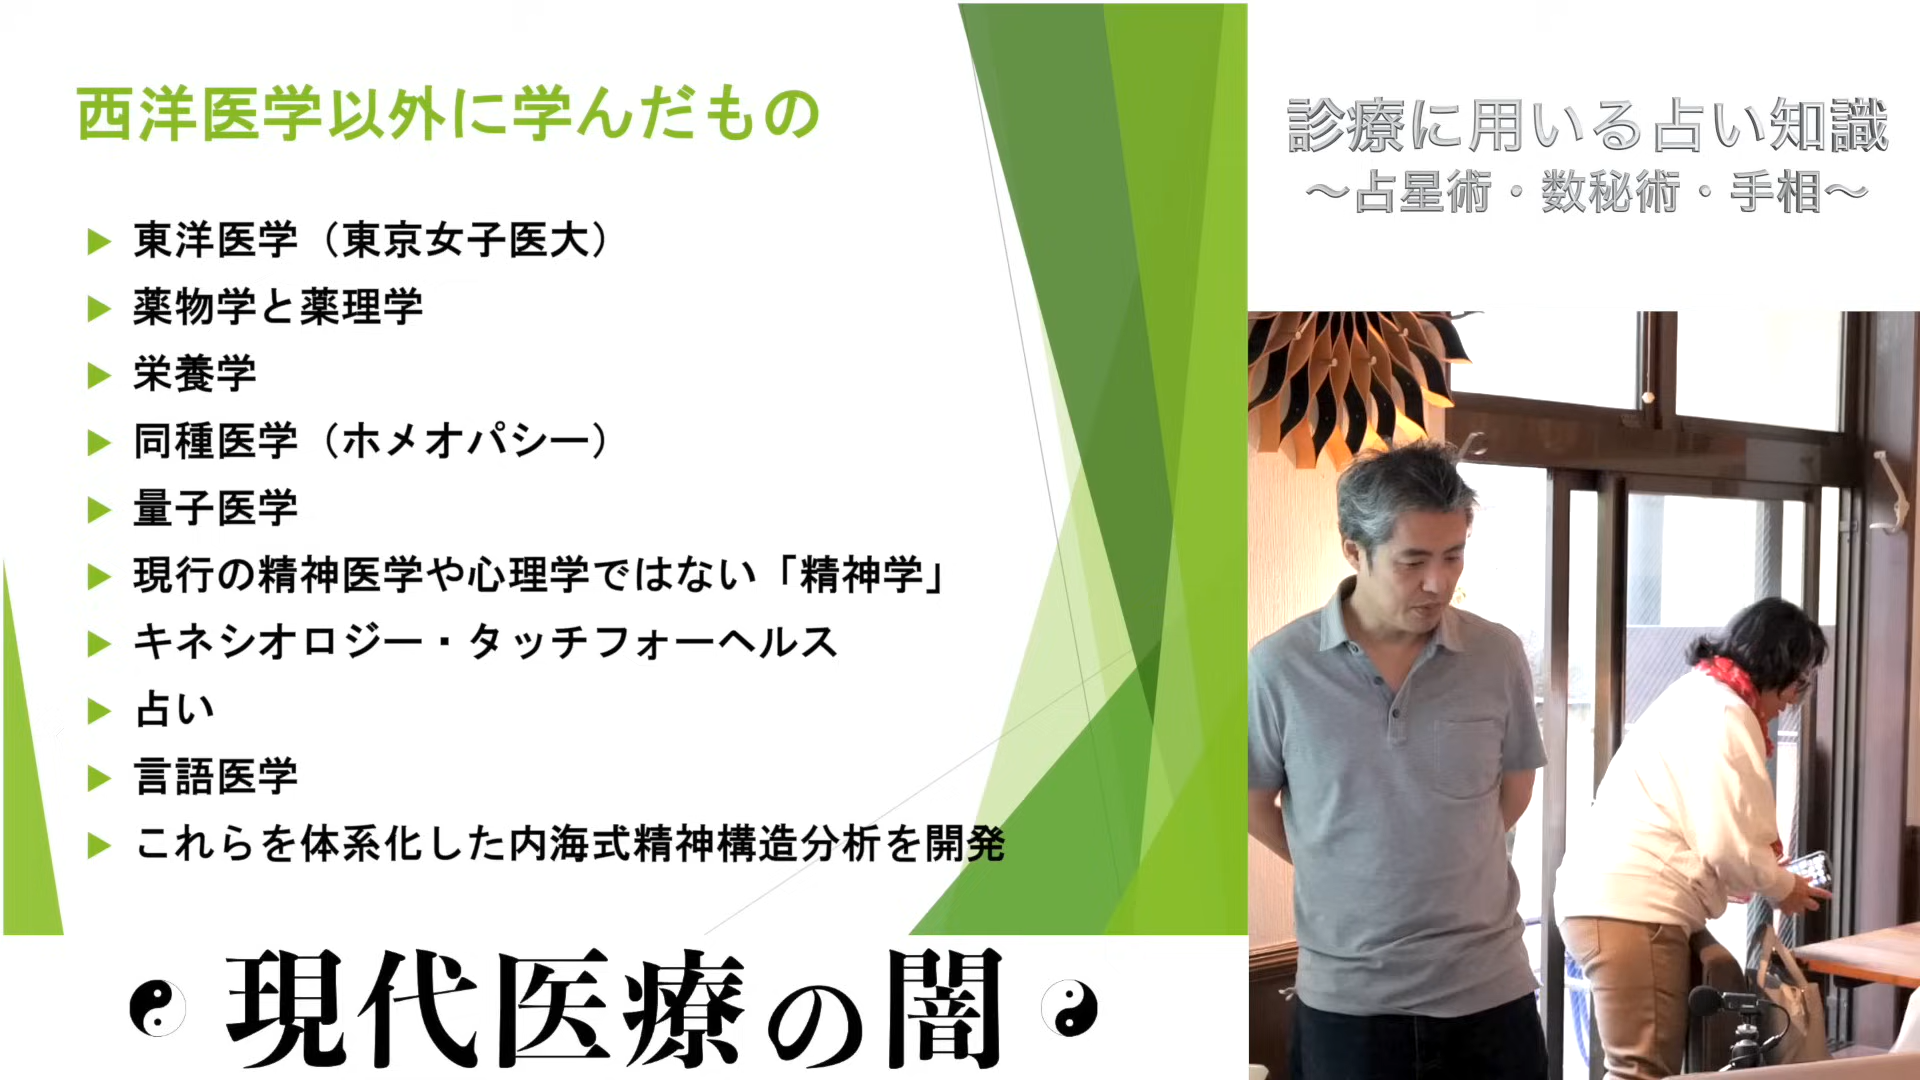 西洋医学以外に学んだもの
東洋医学（東京女子医大）
薬物学と薬理学
栄養学
同種医学（ホメオパシー）
量子医学
現行の精神医学や心理学ではない「精神学」
キネシオロジー・タッチフォーヘルス
占い
言語医学
これらを体系化した内海式精神構造分析を開発
現代医療の闇
診療に用いる占い知識
～占星術・数秘術・手相～